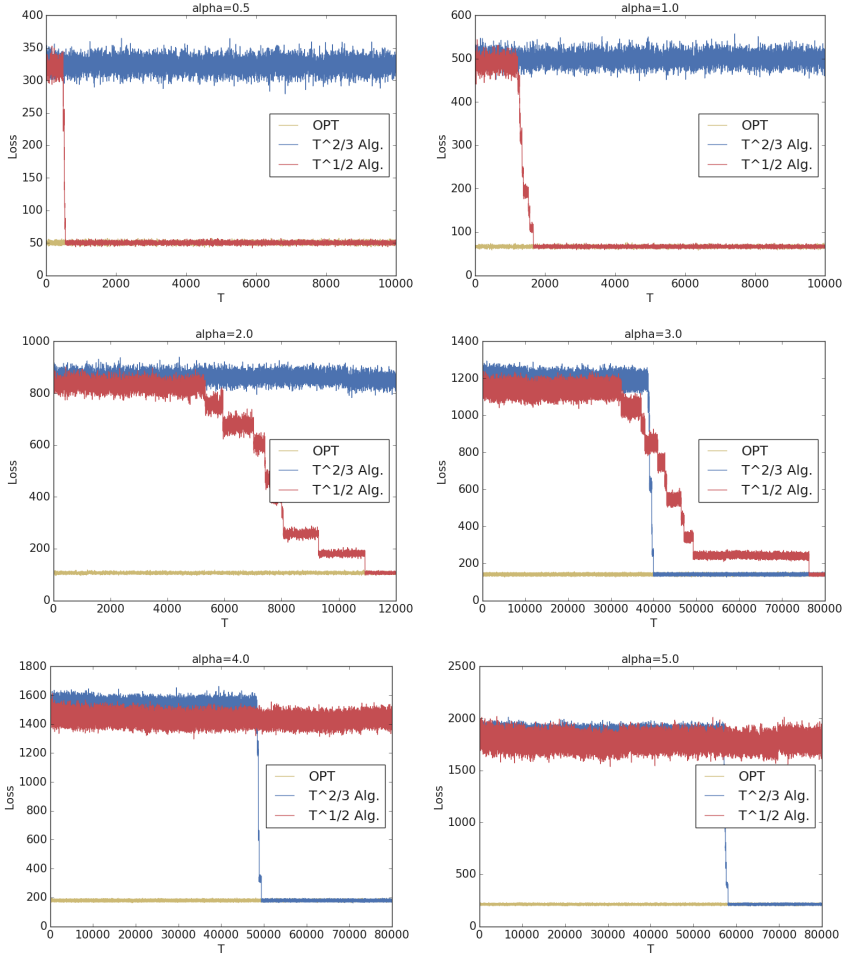 alpha=0.5
400
350
300
250
200
150
100
50
0
Loss
OPT
T^2/3 Alg.
T^1/2 Alg.
0 2000 4000 6000 8000 10000
T
alpha=1.0
600
500
400
300
200
100
0
Loss
OPT
T^2/3 Alg.
T^1/2 Alg.
0 2000 4000 6000 8000 10000
T
alpha=2.0
1000
800
600
400
200
0
Loss
OPT
T^2/3 Alg.
T^1/2 Alg.
0 2000 4000 6000 8000 10000 12000
T
alpha=3.0
1400
1200
1000
800
600
400
200
0
Loss
OPT
T^2/3 Alg.
T^1/2 Alg.
0 10000 20000 30000 40000 50000 60000 70000 80000
T
alpha=4.0
1800
1600
1400
1200
1000
800
600
400
200
0
Loss
OPT
T^2/3 Alg.
T^1/2 Alg.
0 10000 20000 30000 40000 50000 60000 70000 80000
T
alpha=5.0
2500
2000
1500
1000
500
0
Loss
OPT
T^2/3 Alg.
T^1/2 Alg.
0 10000 20000 30000 40000 50000 60000 70000 80000
T